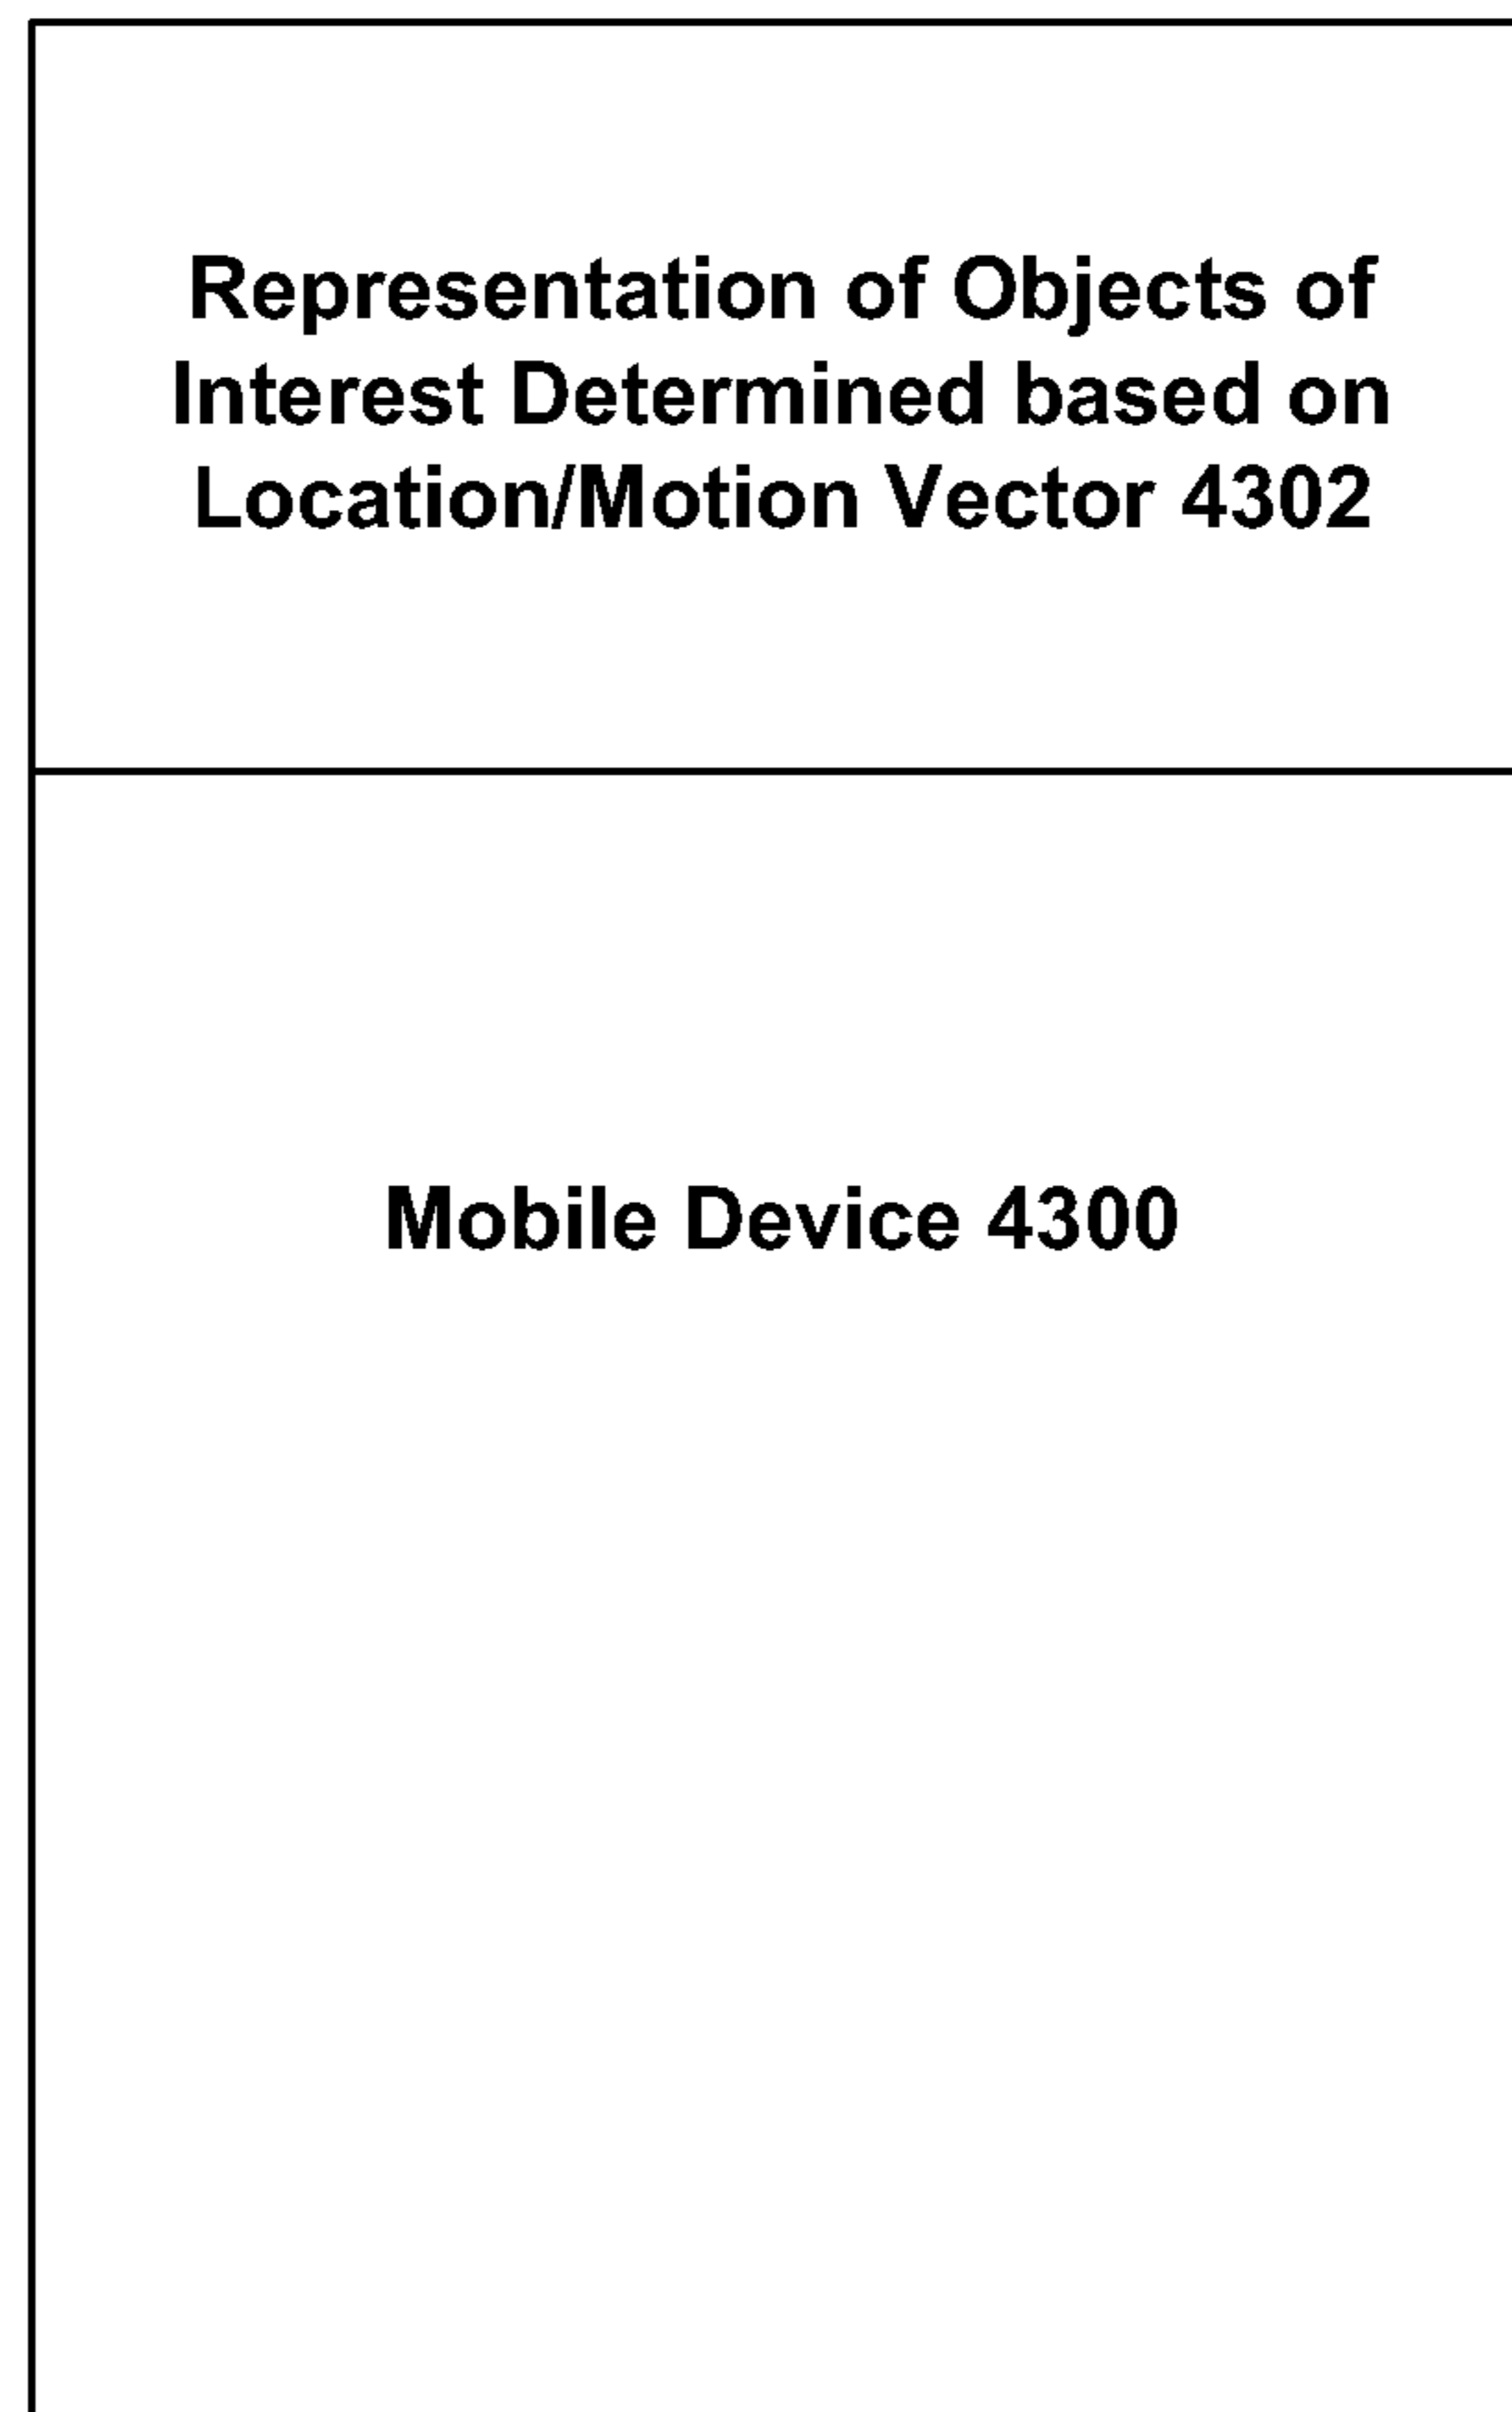 Representation of Objects of
Interest Determined based on
Location/Motion Vector 4302
Mobile Device 4300